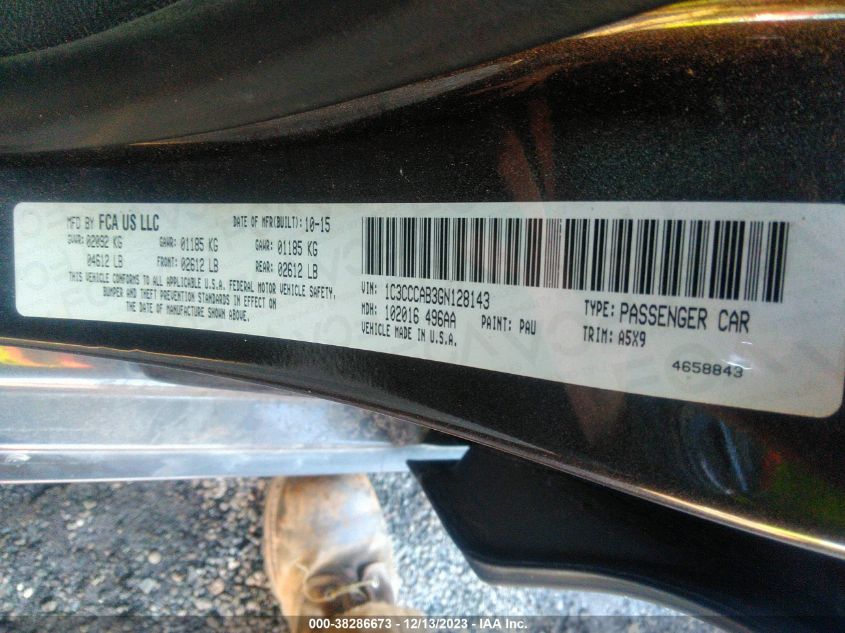 MFD BY FCA US LLC DATE OF MFR(BUILT): 10-15
GVWR: 02092 KG GAWR: 01185 KG GAWR: 01185 KG
04612 LB FRONT: 02612 LB REAR: 02612 LB
THIS VEHICLE CONFORMS TO ALL APPLICABLE U.S.A. FEDERAL MOTOR VEHICLE SAFETY,
BUMPER AND THEFT PREVENTION STANDARDS IN EFFECT ON
THE DATE OF MANUFACTURE SHOWN ABOVE.
VIN: 1C3CCCAB3GN128143
MDH: 102016 496AA PAINT: PAU
VEHICLE MADE IN U.S.A.
TYPE: PASSENGER CAR
TRIM: A5X9
4658843
000-38286673 - 12/13/2023 - IAA Inc.